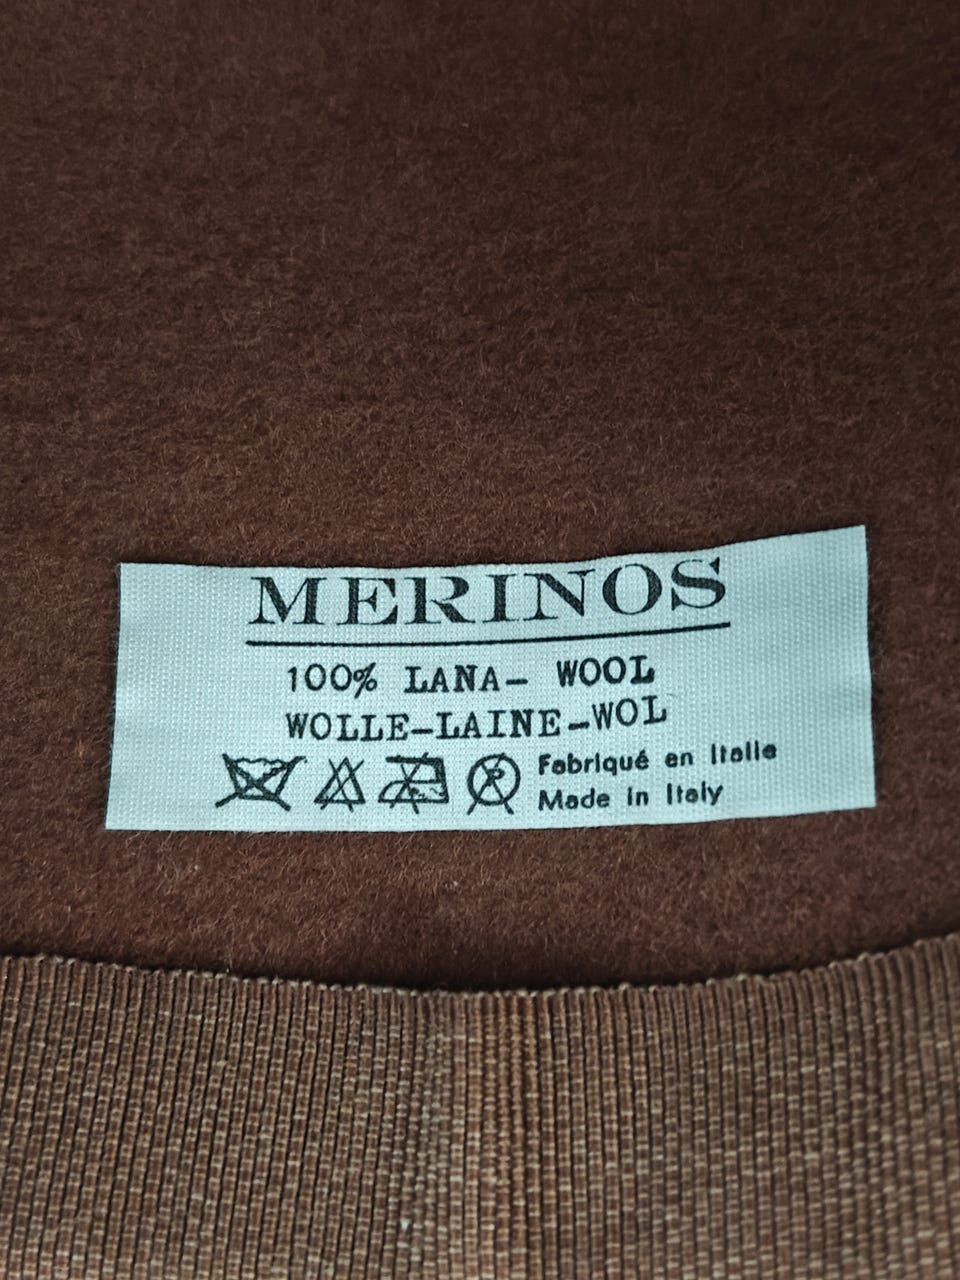 MERINOS
100% LANA- WOOL
WOLLE-LAINE-WOL
Fabriqué en Italie
Made in Italy